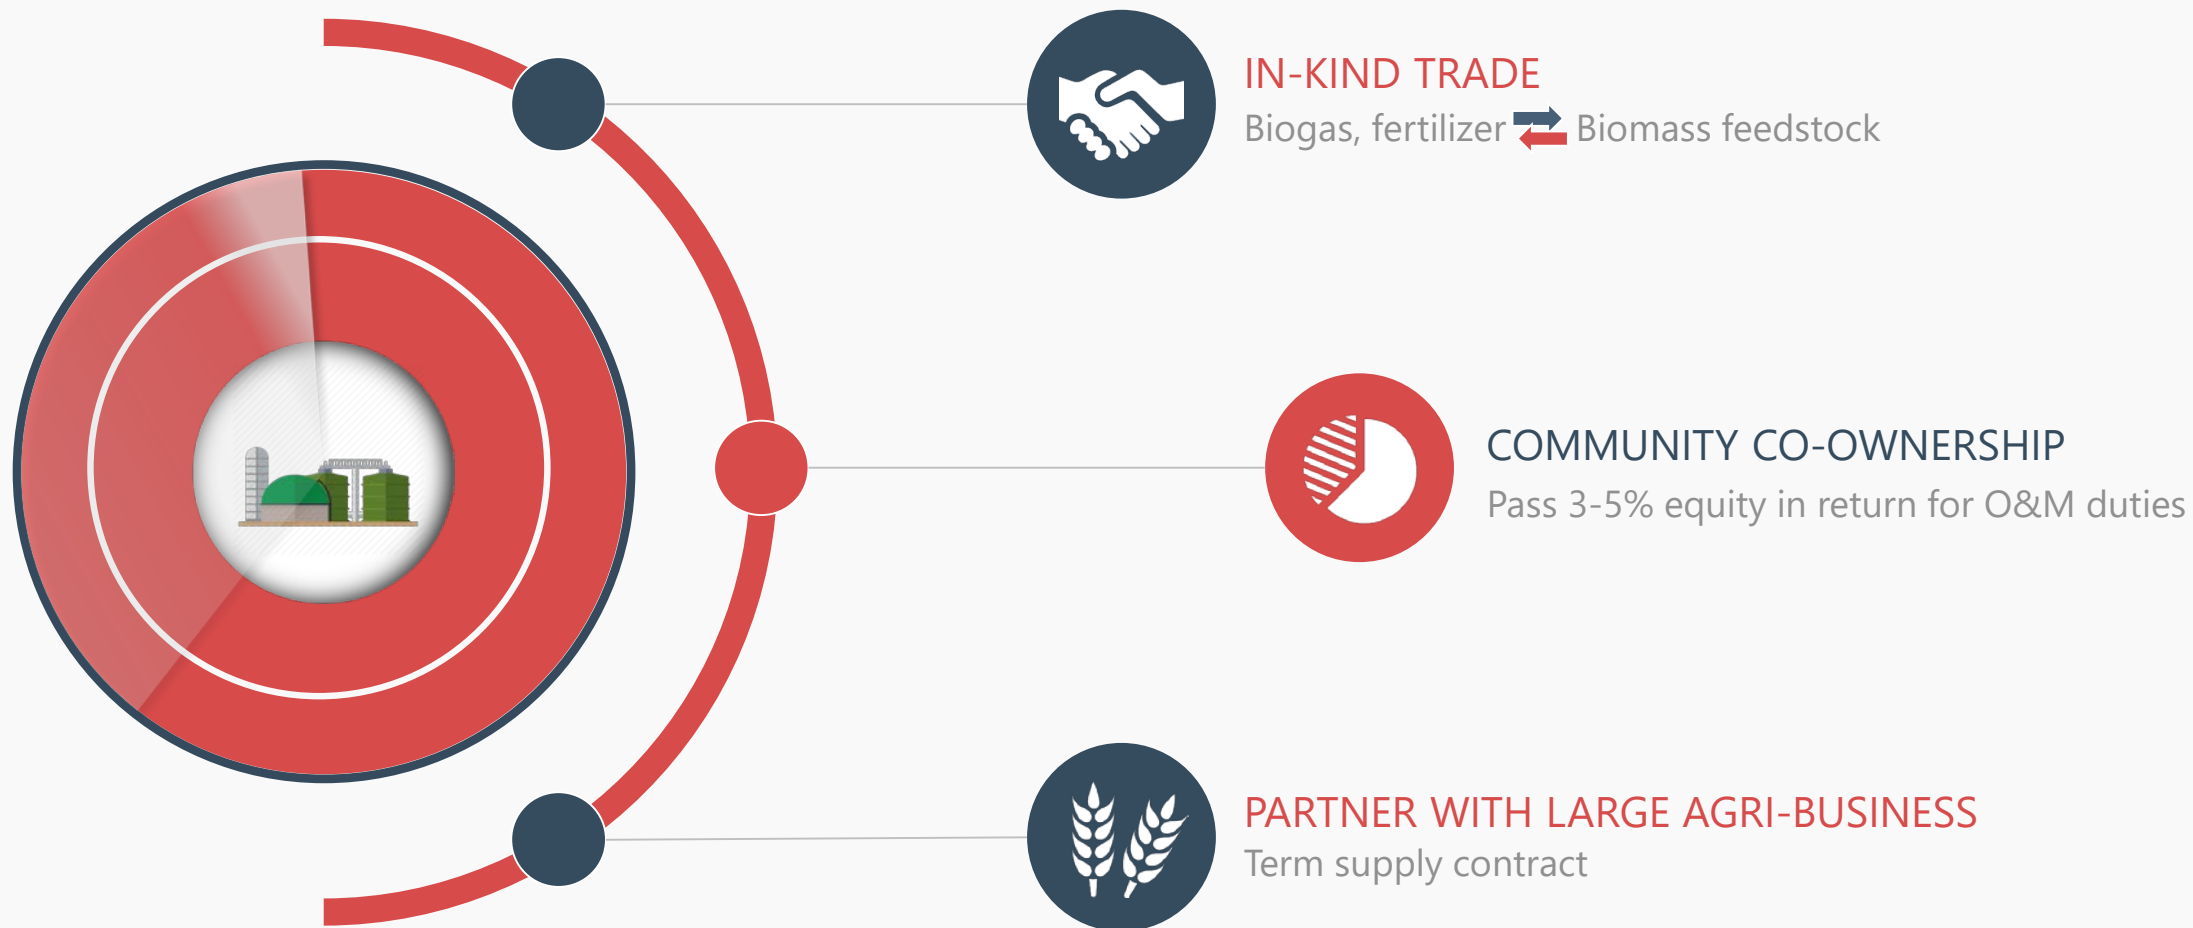 IN-KIND TRADE
Biogas, fertilizer Biomass feedstock
COMMUNITY CO-OWNERSHIP
Pass 3-5% equity in return for O&M duties
PARTNER WITH LARGE AGRI-BUSINESS
Term supply contract